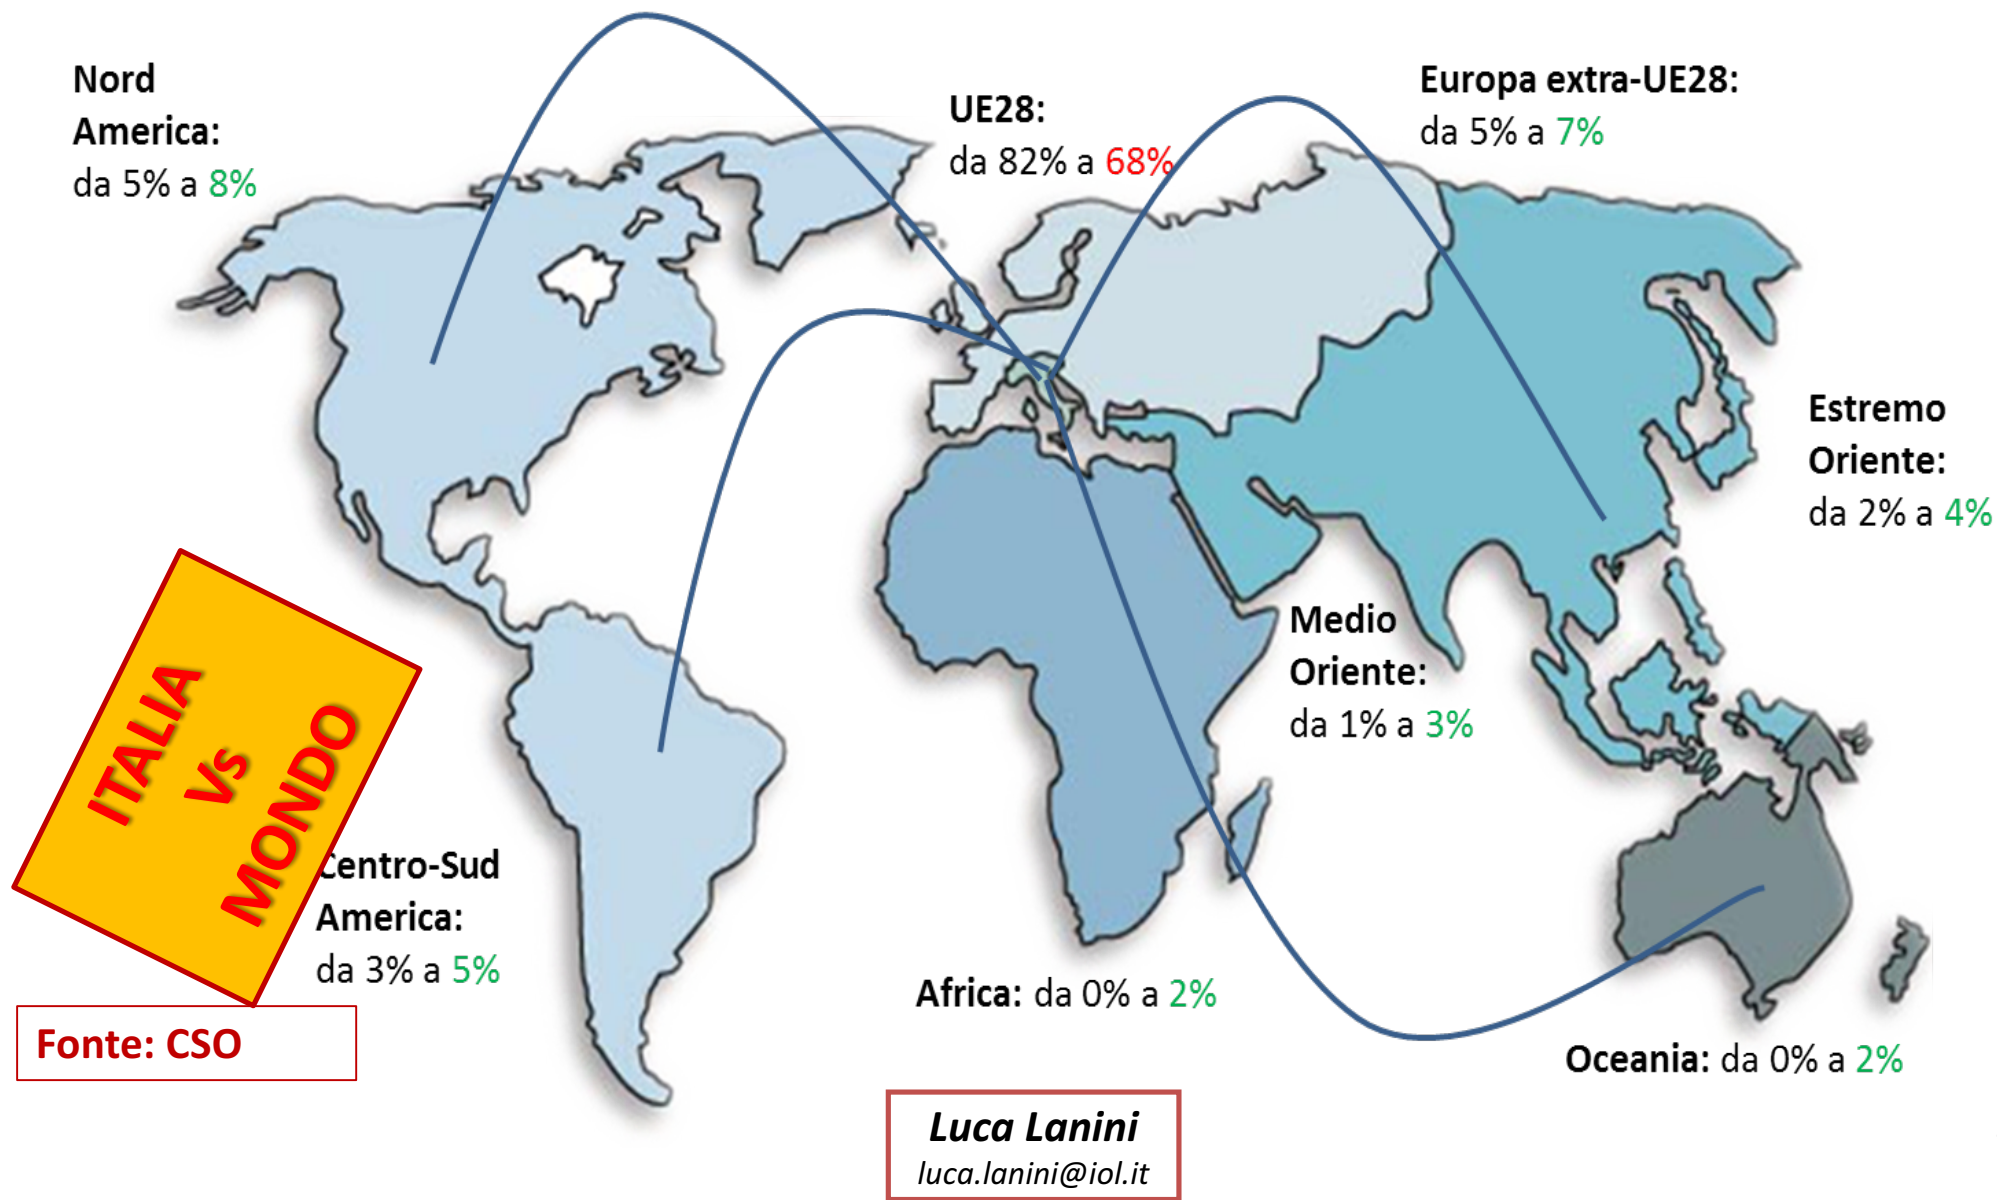 Nord
America:
da 5% a 8%
UE28:
da 82% a 68%
Europa extra-UE28:
da 5% a 7%
Estremo
Oriente:
da 2% a 4%
Medio
Oriente:
da 1% a 3%
ITALIA
Vs
MONDO
Centro-Sud
America:
da 3% a 5%
Africa: da 0% a 2%
Oceania: da 0% a 2%
Fonte: CSO
Luca Lanini
luca.lanini@iol.it